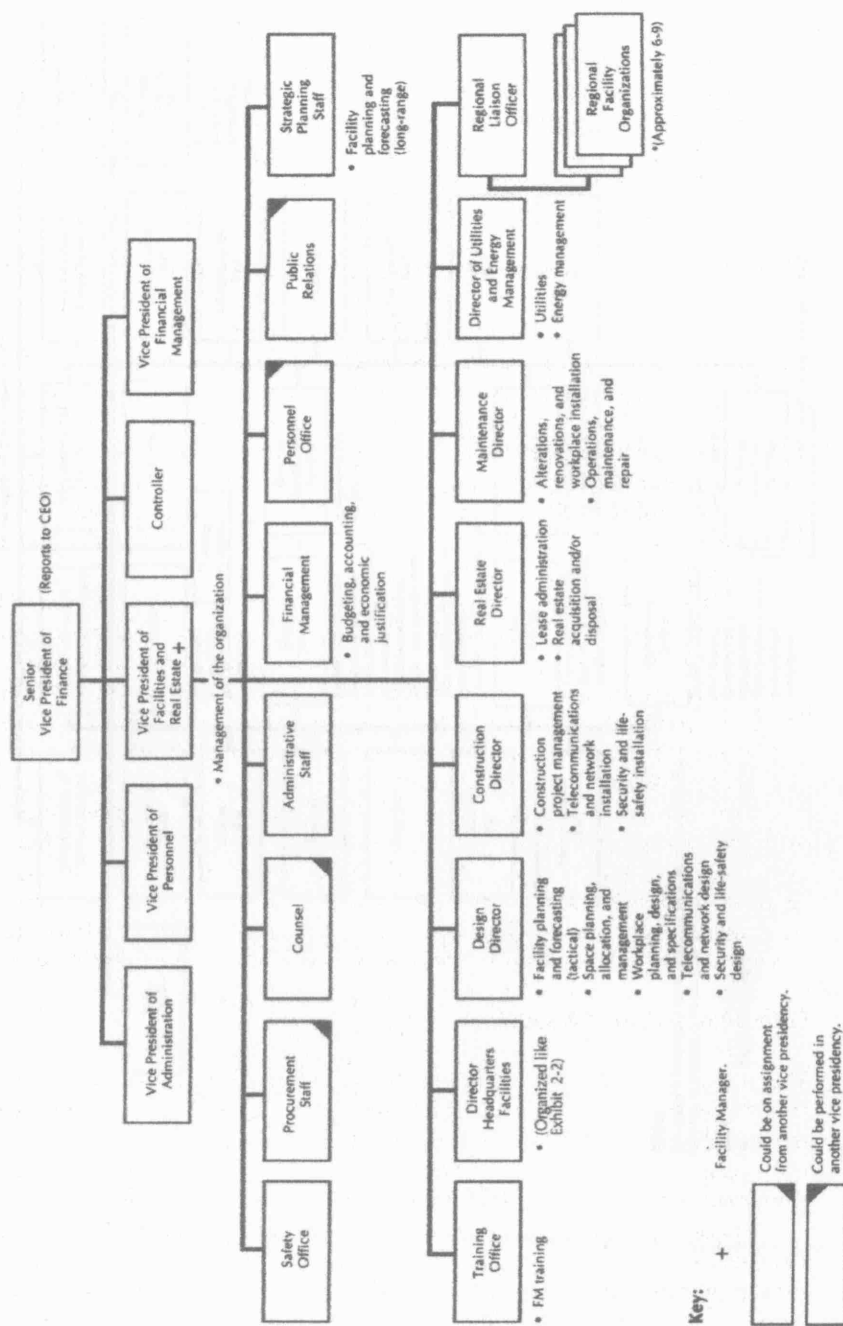 Senior
Vice President of
Finance
(Reports to CEO)
Vice President of
Administration
Vice President of
Personnel
Vice President of
Facilities and
Real Estate +
Controller
Vice President of
Financial
Management
• Management of the organization
Safety
Office
Procurement
Staff
Counsel
Administrative
Staff
Financial
Management
• Budgeting, accounting,
and economic
justification
Personnel
Office
Public
Relations
Strategic
Planning
Staff
• Facility
planning and
forecasting
(long-range)
Training
Office
• FM training
Director
Headquarters
Facilities
• (Organized like
Exhibit 2-2)
Design
Director
• Facility planning
and forecasting
(tactical)
• Space planning,
allocation, and
management
• Workplace
planning, design,
and specifications
• Telecommunications
and network design
• Security and life-safety
design
Construction
Director
• Construction
project management
• Telecommunications
and network
installation
• Security and life-
safety installation
Real Estate
Director
• Lease administration
• Real estate
acquisition and/or
disposal
Maintenance
Director
• Alterations,
renovations, and
workplace installation
• Operations,
maintenance, and
repair
Director of Utilities
and Energy
Management
• Utilities
• Energy management
Regional
Liaison
Officer
Regional
Facility
Organizations
*(Approximately 6-9)
Key:
+ Facility Manager.
Could be on assignment
from another vice presidency.
Could be performed in
another vice presidency.